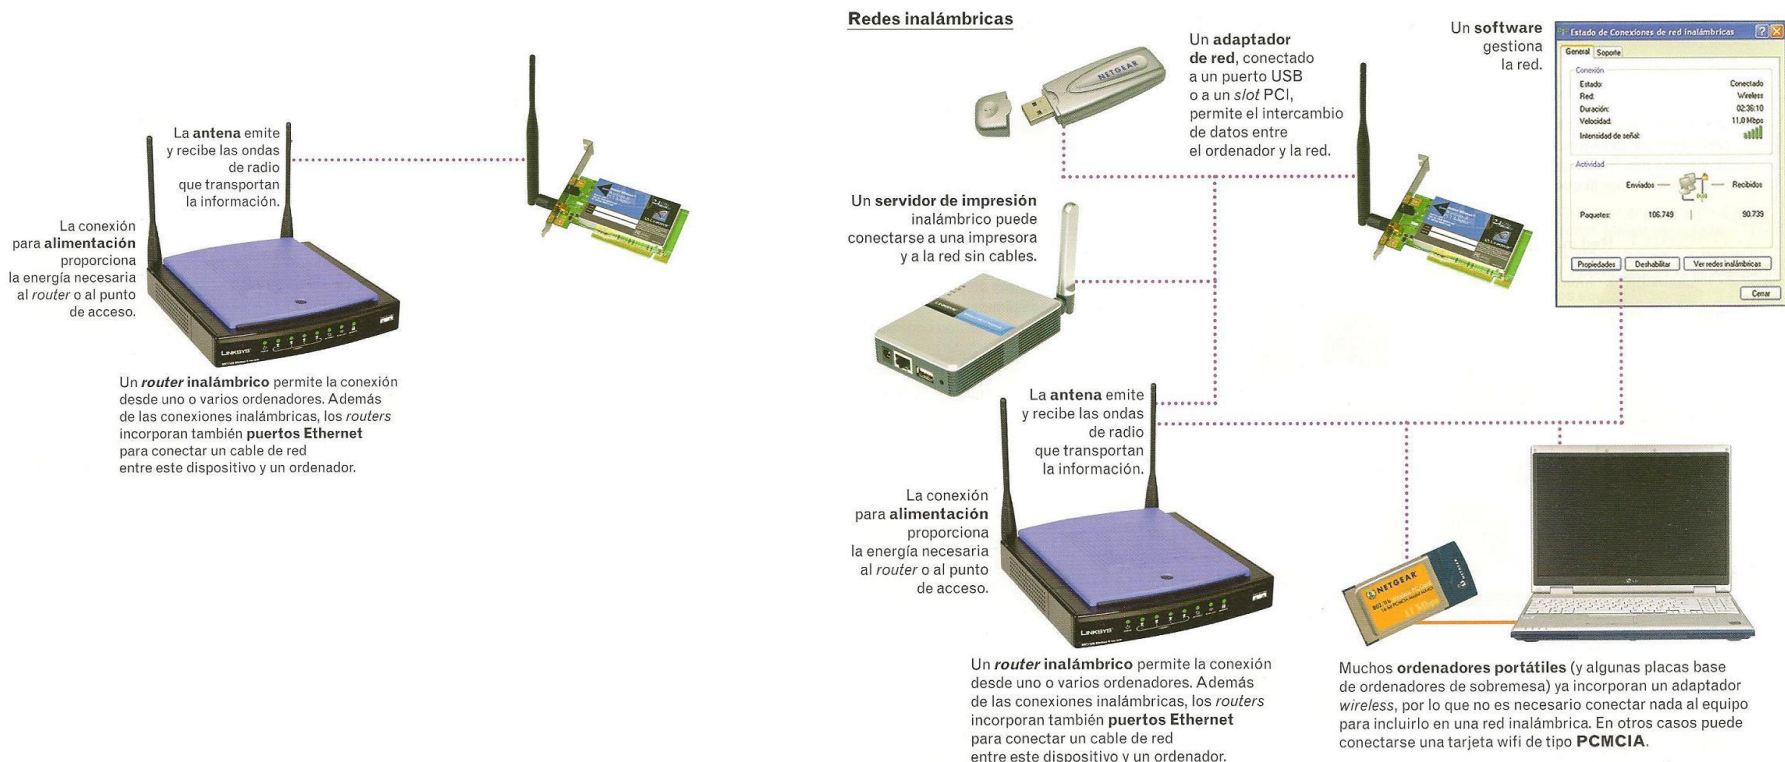 La antena emite
y recibe las ondas
de radio
que transportan
la información.
La conexión
para alimentación
proporciona
la energía necesaria
al router o al punto
de acceso.
LINKSYS
Un router inalámbrico permite la conexión
desde uno o varios ordenadores. Además
de las conexiones inalámbricas, los routers
incorporan también puertos Ethernet
para conectar un cable de red
entre este dispositivo y un ordenador.
Redes inalámbricas
NETGEAR
Un adaptador
de red, conectado
a un puerto USB
o a un slot PCI,
permite el intercambio
de datos entre
el ordenador y la red.
Un software
gestiona
la red.
Estado de Conexiones de red inalámbricas
General Soporte
Conexión
Estado: Conectado
Red: Wireless
Duración: 02:36:10
Velocidad: 11,0 Mbps
Intensidad de señal:
Actividad
Enviados Recibidos
Paquetes: 106.749 90.739
Propiedades Deshabilitar Ver redes inalámbricas
Cerrar
Un servidor de impresión
inalámbrico puede
conectarse a una impresora
y a la red sin cables.
La antena emite
y recibe las ondas
de radio
que transportan
la información.
La conexión
para alimentación
proporciona
la energía necesaria
al router o al punto
de acceso.
LINKSYS
Un router inalámbrico permite la conexión
desde uno o varios ordenadores. Además
de las conexiones inalámbricas, los routers
incorporan también puertos Ethernet
para conectar un cable de red
entre este dispositivo y un ordenador.
NETGEAR
11 Mbps
LG
Muchos ordenadores portátiles (y algunas placas base
de ordenadores de sobremesa) ya incorporan un adaptador
wireless, por lo que no es necesario conectar nada al equipo
para incluirlo en una red inalámbrica. En otros casos puede
conectarse una tarjeta wifi de tipo PCMCIA.